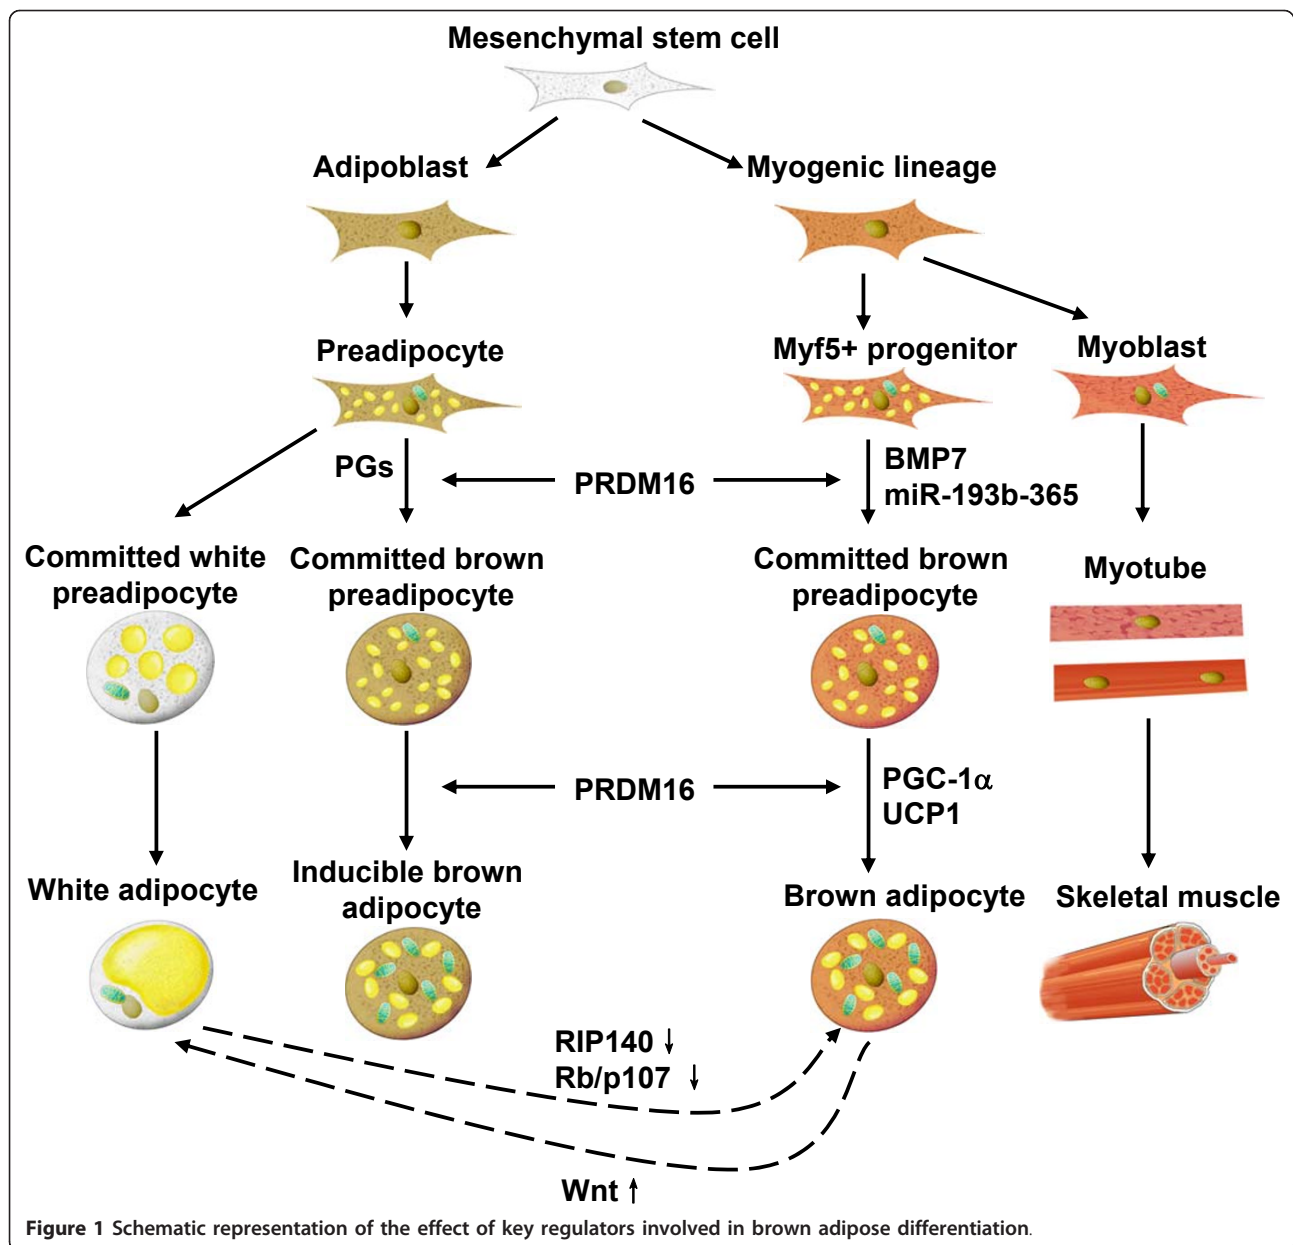 Mesenchymal stem cell
Adipoblast
Myogenic lineage
Preadipocyte
Myf5+ progenitor
Myoblast
PGs
PRDM16
BMP7
miR-193b-365
Committed white
preadipocyte
Committed brown
preadipocyte
Committed brown
preadipocyte
Myotube
PRDM16
PGC-1α
UCP1
White adipocyte
Inducible brown
adipocyte
Brown adipocyte
Skeletal muscle
RIP140 ↓
Rb/p107 ↓
Wnt ↑
Figure 1 Schematic representation of the effect of key regulators involved in brown adipose differentiation.